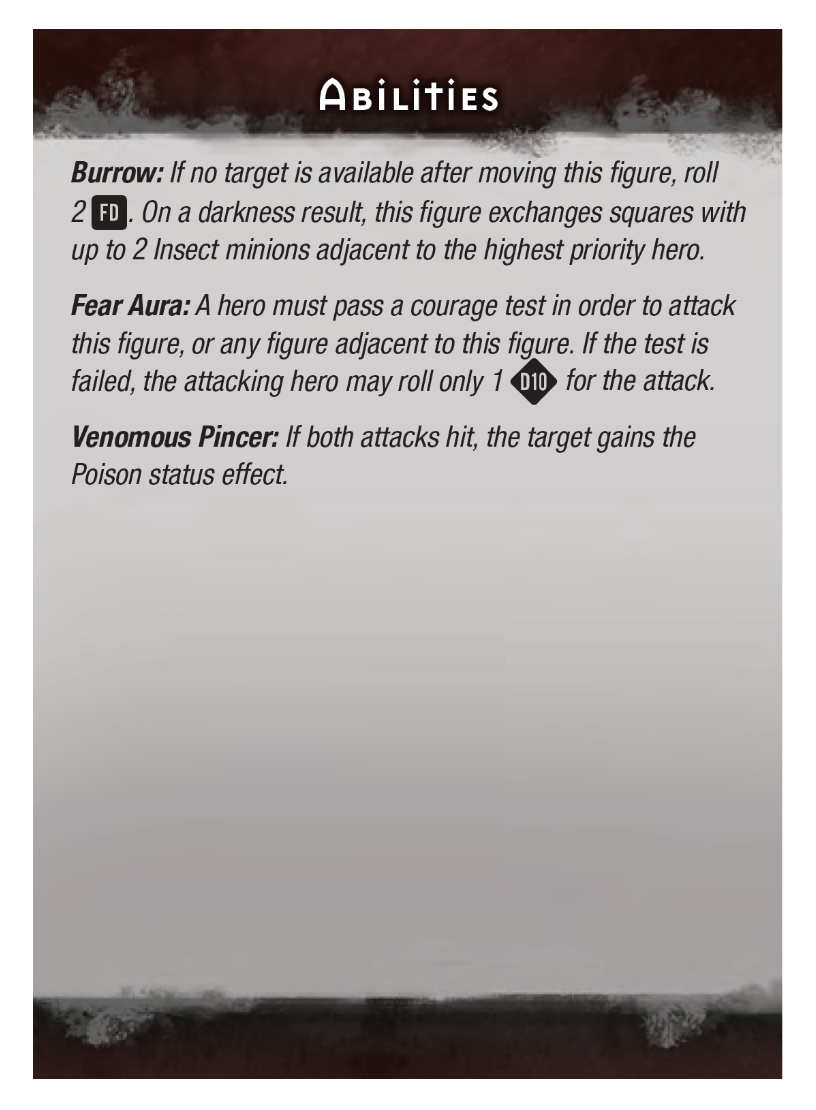 Abilities
Burrow: If no target is available after moving this figure, roll
2 FD. On a darkness result, this figure exchanges squares with
up to 2 Insect minions adjacent to the highest priority hero.
Fear Aura: A hero must pass a courage test in order to attack
this figure, or any figure adjacent to this figure. If the test is
failed, the attacking hero may roll only 1 D10 for the attack.
Venomous Pincer: If both attacks hit, the target gains the
Poison status effect.